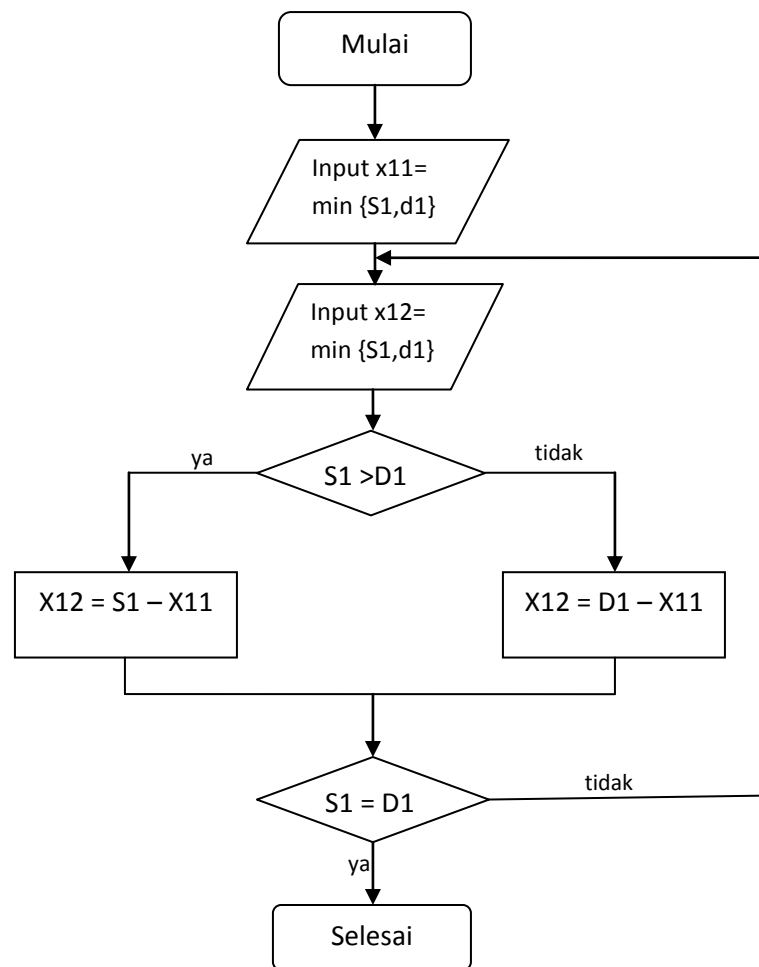 Mulai
Input x11=
min {S1,d1}
Input x12=
min {S1,d1}
ya
S1 >D1
tidak
X12 = S1 – X11
X12 = D1 – X11
S1 = D1
tidak
ya
Selesai